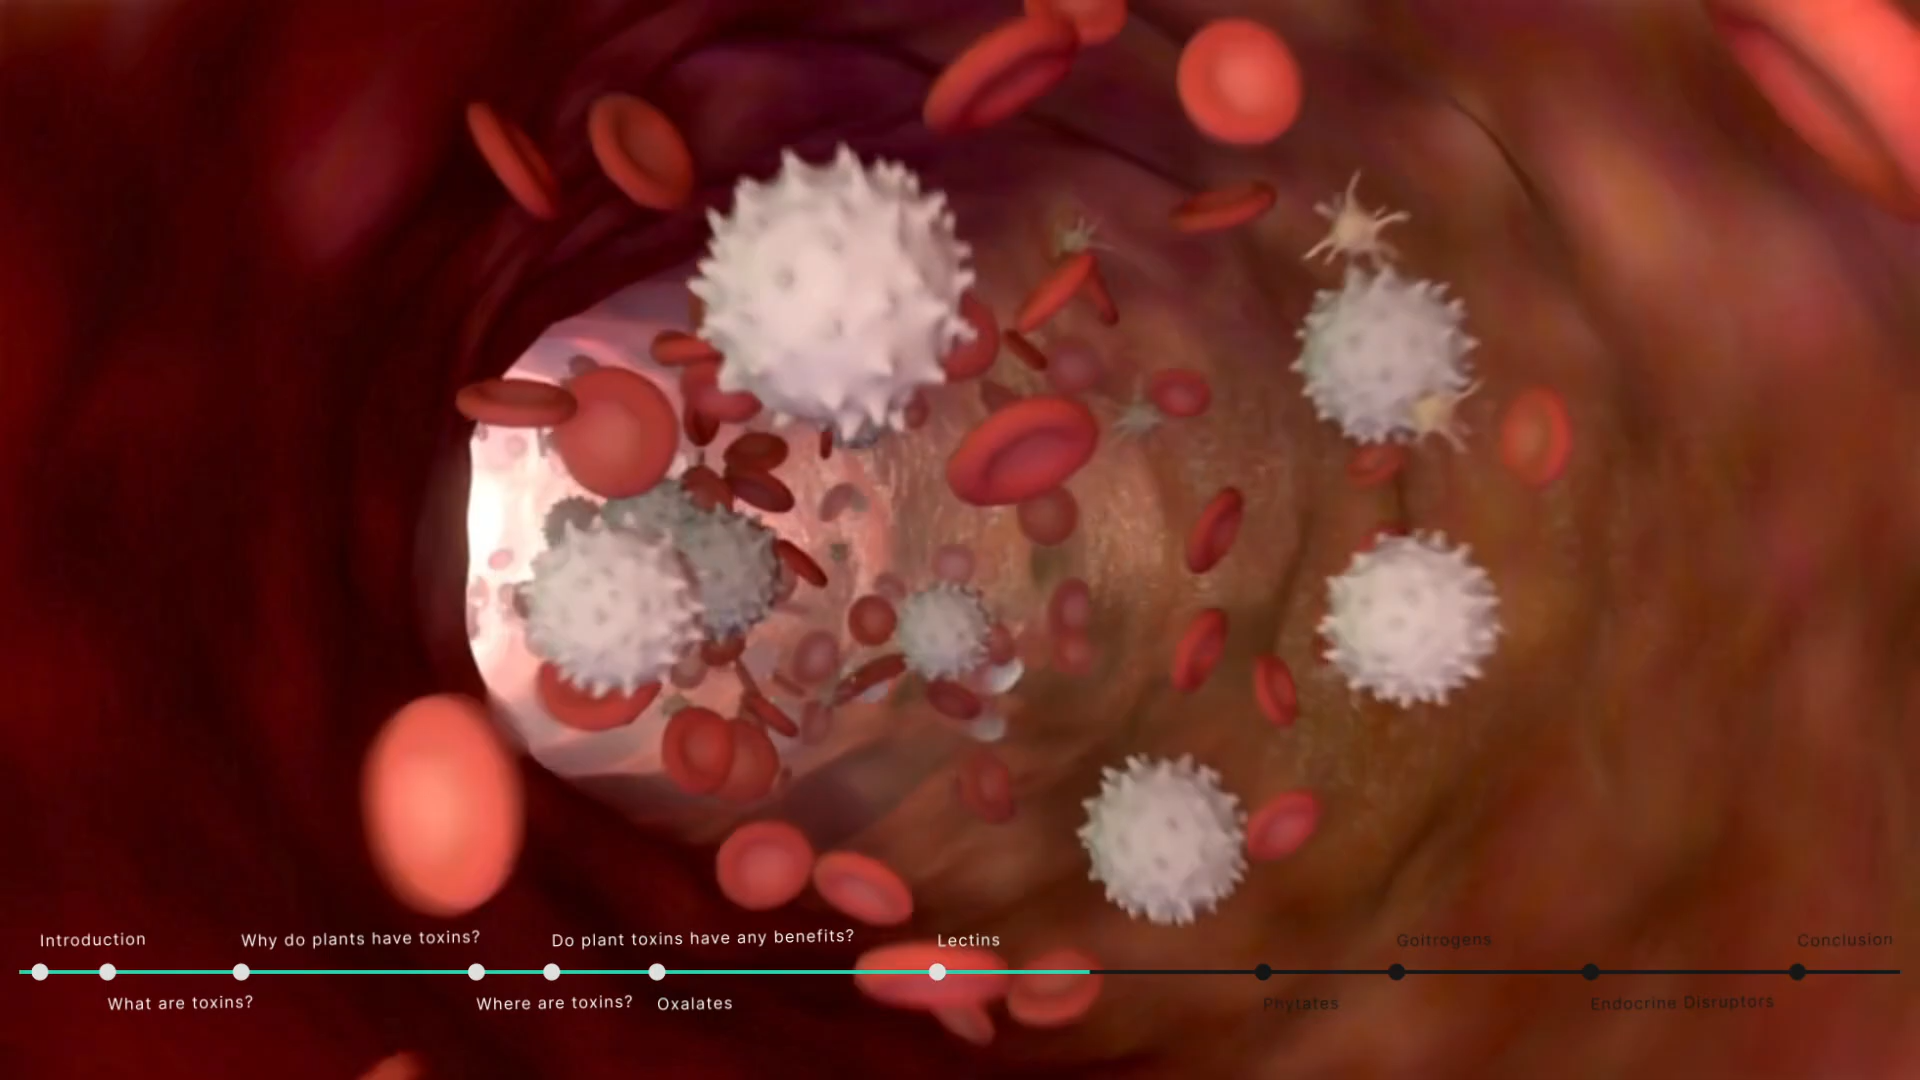 Introduction
What are toxins?
Why do plants have toxins?
Where are toxins?
Do plant toxins have any benefits?
Oxalates
Lectins
Phytates
Goitrogens
Endocrine Disruptors
Conclusion